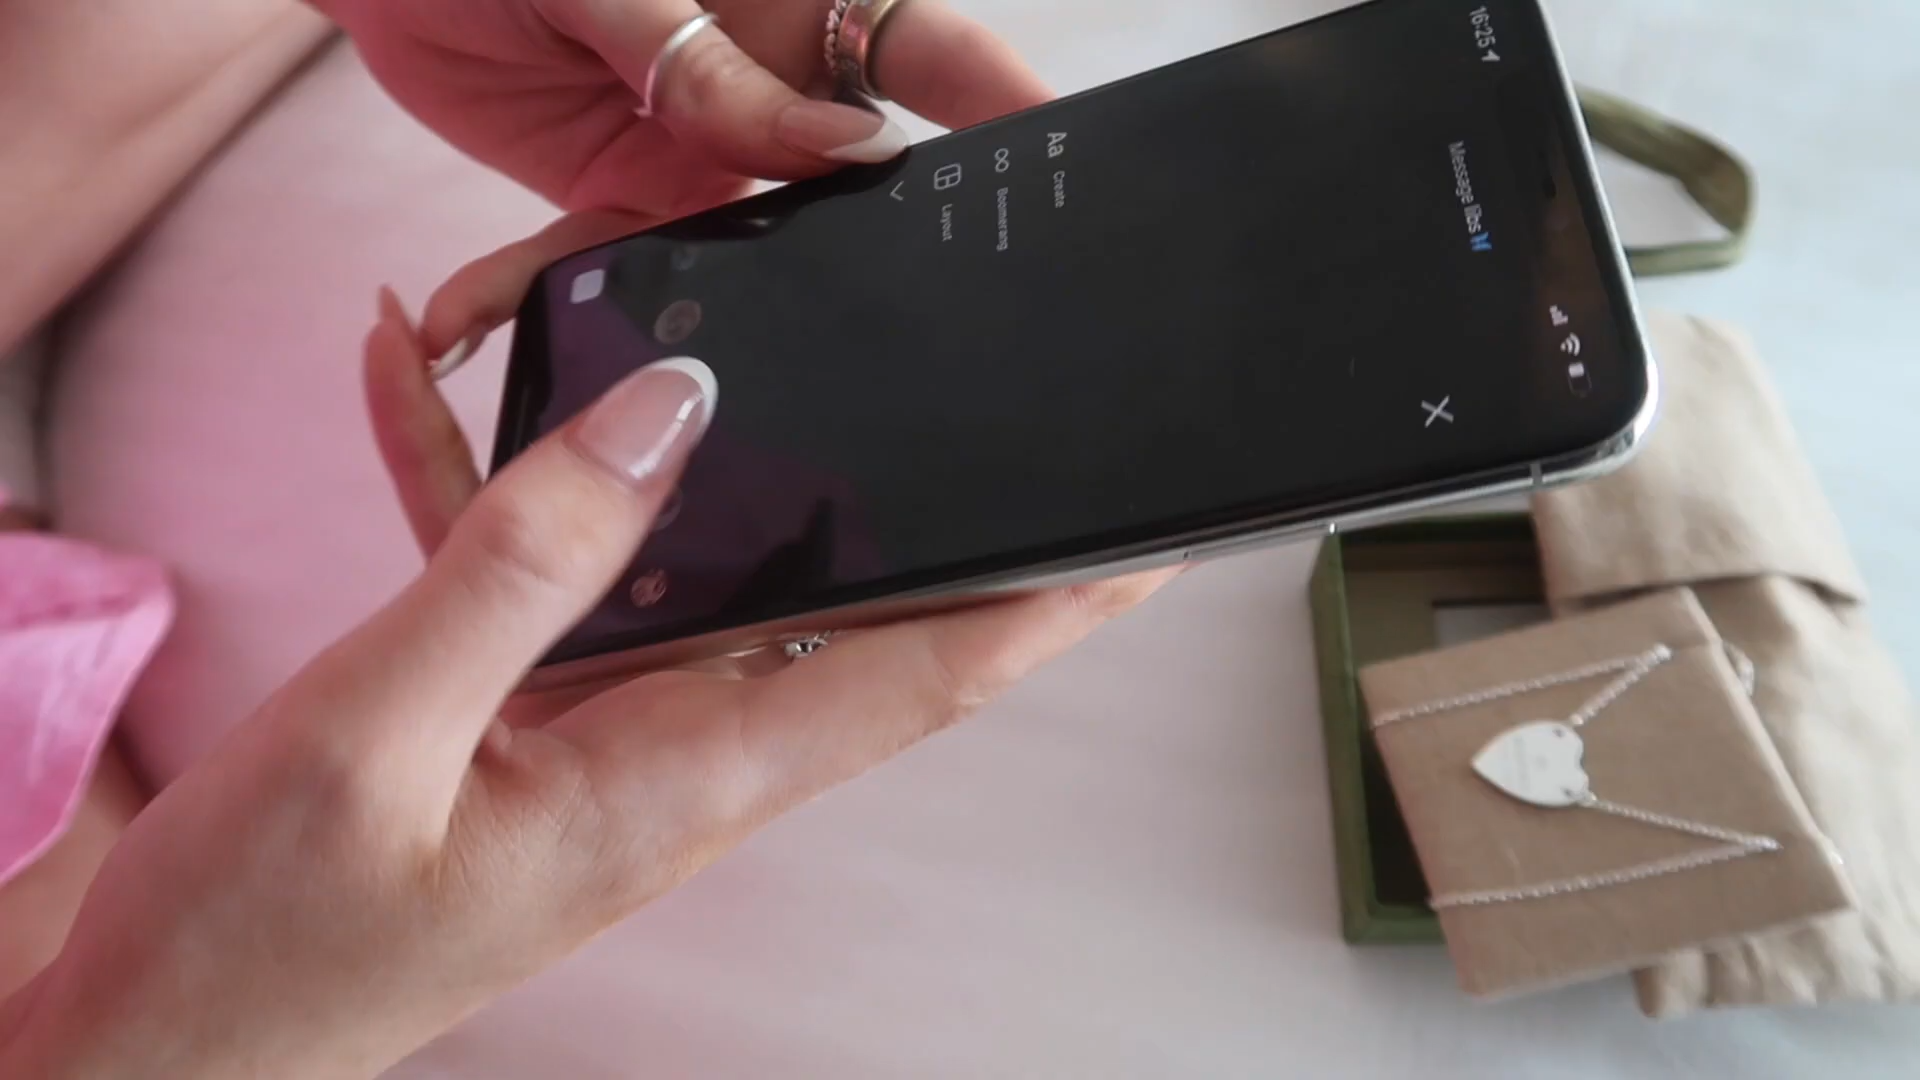 16:25
Message libs🦋
Aa Create
Boomerang
Layout